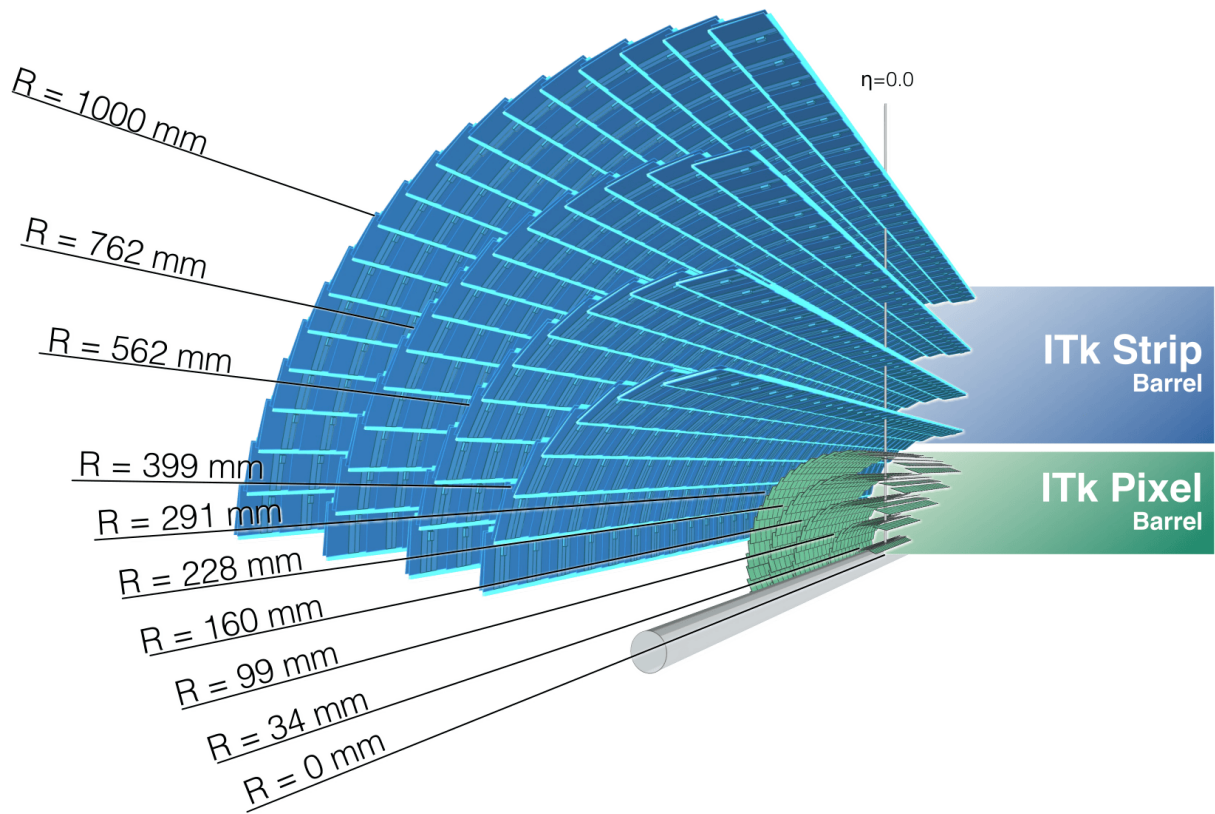 η=0.0
R = 1000 mm
R = 762 mm
R = 562 mm
R = 399 mm
R = 291 mm
R = 228 mm
R = 160 mm
R = 99 mm
R = 34 mm
R = 0 mm
ITk Strip
Barrel
ITk Pixel
Barrel